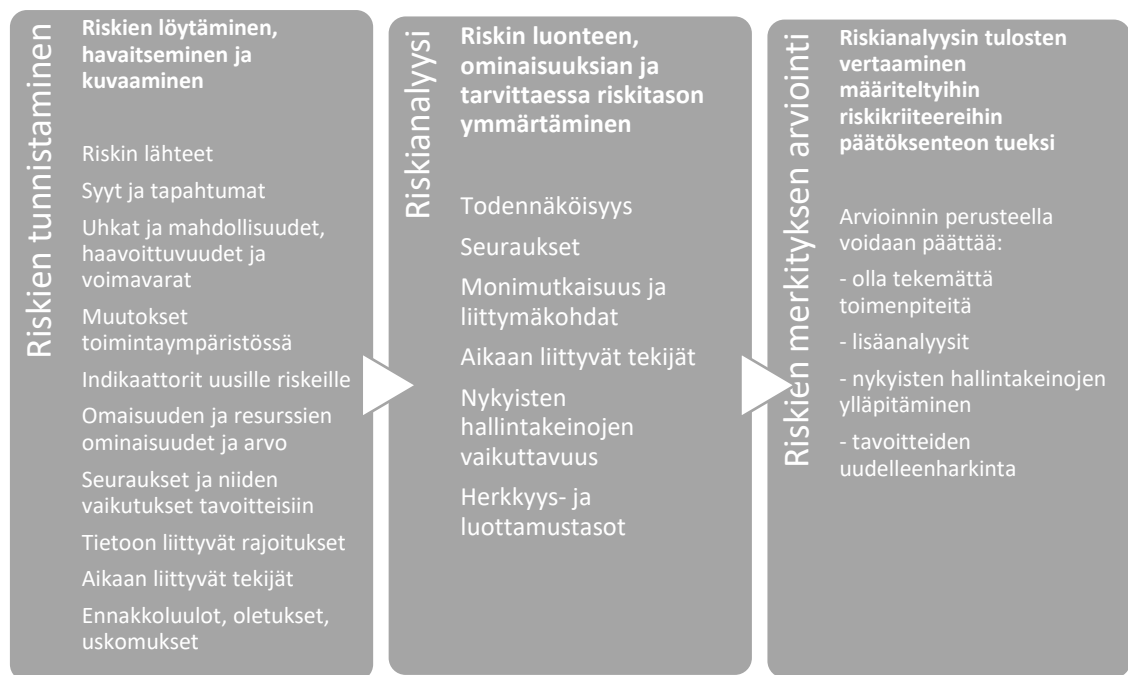 Riskien tunnistaminen
Riskien löytäminen,
havaitseminen ja
kuvaaminen
Riskin lähteet
Syyt ja tapahtumat
Uhkat ja mahdollisuudet,
haavoittuvuudet ja
voimavarat
Muutokset
toimintaympäristössä
Indikaattorit uusille riskeille
Omaisuuden ja resurssien
ominaisuudet ja arvo
Seuraukset ja niiden
vaikutukset tavoitteisiin
Tietoon liittyvät rajoitukset
Aikaan liittyvät tekijät
Ennakkoluulot, oletukset,
uskomukset
Riskianalyysi
Riskin luonteen,
ominaisuuksian ja
tarvittaessa riskitason
ymmärtäminen
Todennäköisyys
Seuraukset
Monimutkaisuus ja
liittymäkohdat
Aikaan liittyvät tekijät
Nykyisten
hallintakeinojen
vaikuttavuus
Herkkyys- ja
luottamustasot
Riskien merkityksen arviointi
Riskianalyysin tulosten
vertaaminen
määriteltyihin
riskikriteereihin
päätöksenteon tueksi
Arvioinnin perusteella
voidaan päättää:
- olla tekemättä
toimenpiteitä
- lisäanalyysit
- nykyisten hallintakeinojen
ylläpitäminen
- tavoitteiden
uudelleenharkinta